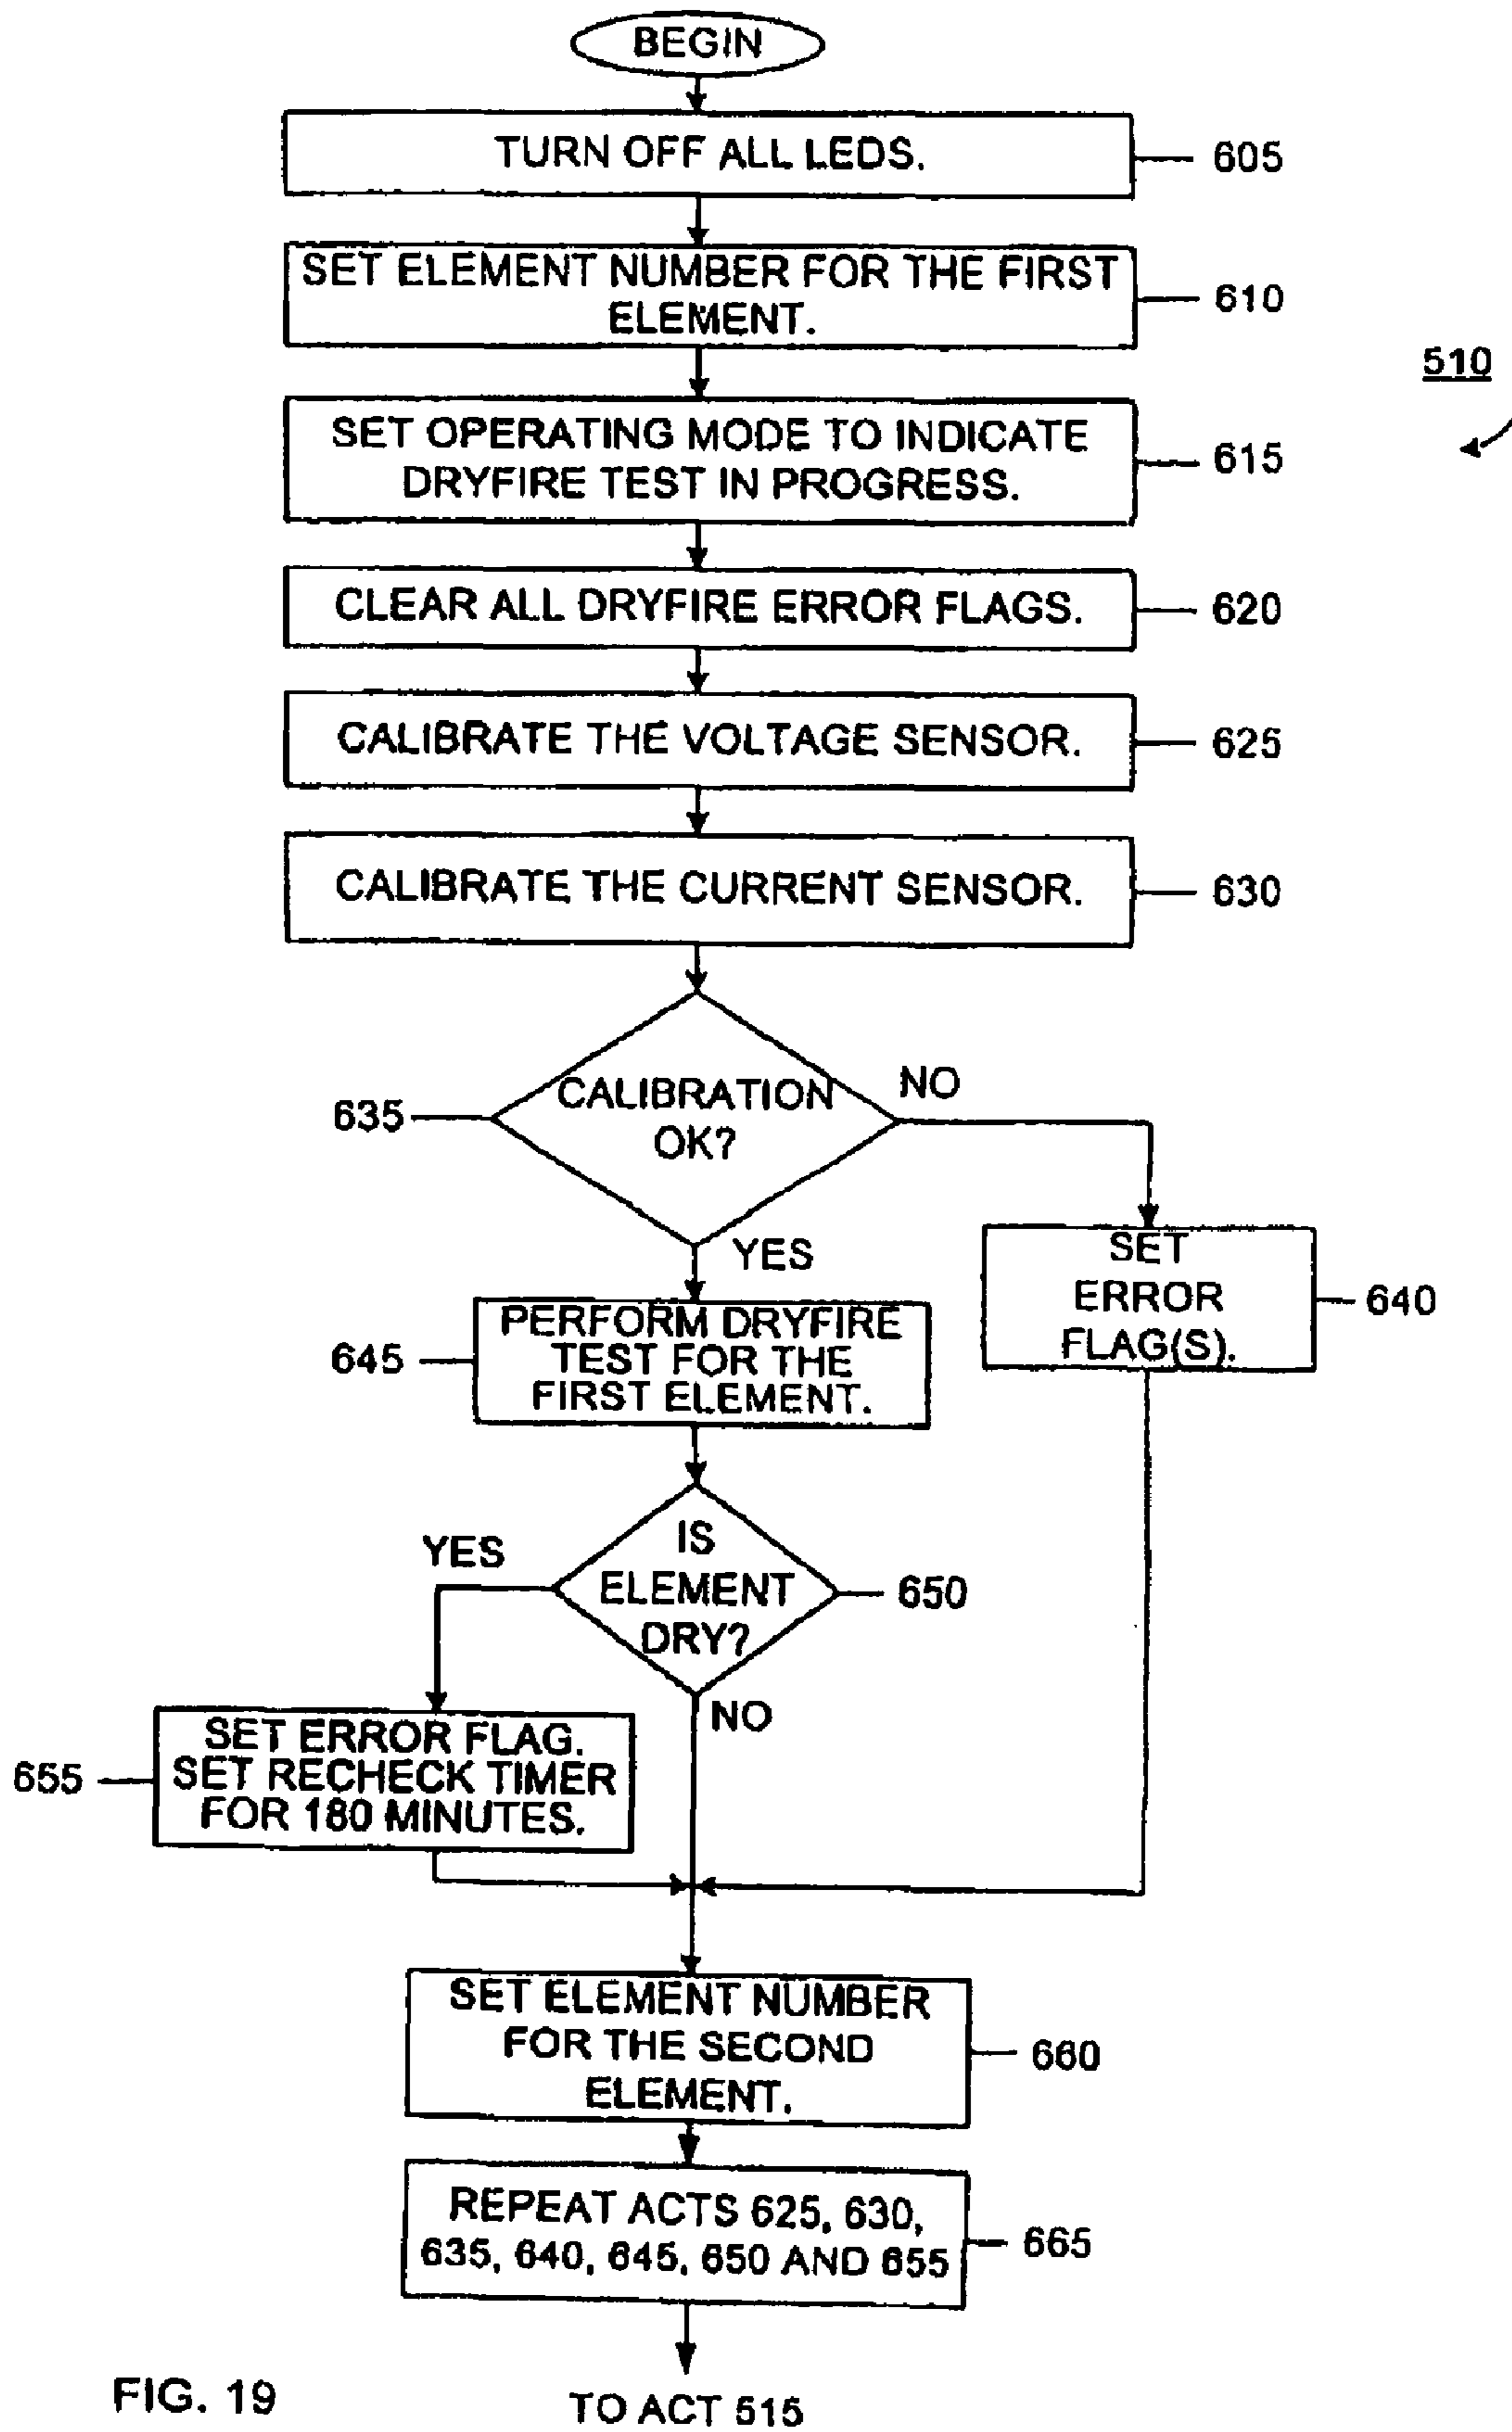 BEGIN
TURN OFF ALL LEDS.
605
SET ELEMENT NUMBER FOR THE FIRST
ELEMENT.
610
510
SET OPERATING MODE TO INDICATE
DRYFIRE TEST IN PROGRESS.
615
CLEAR ALL DRYFIRE ERROR FLAGS.
620
CALIBRATE THE VOLTAGE SENSOR.
625
CALIBRATE THE CURRENT SENSOR.
630
635
CALIBRATION
OK?
NO
YES
SET
ERROR
FLAG(S).
640
645
PERFORM DRYFIRE
TEST FOR THE
FIRST ELEMENT.
YES
IS
ELEMENT
DRY?
650
NO
655
SET ERROR FLAG.
SET RECHECK TIMER
FOR 180 MINUTES.
SET ELEMENT NUMBER
FOR THE SECOND
ELEMENT.
660
REPEAT ACTS 625, 630,
635, 640, 645, 650 AND 655
665
FIG. 19
TO ACT 515